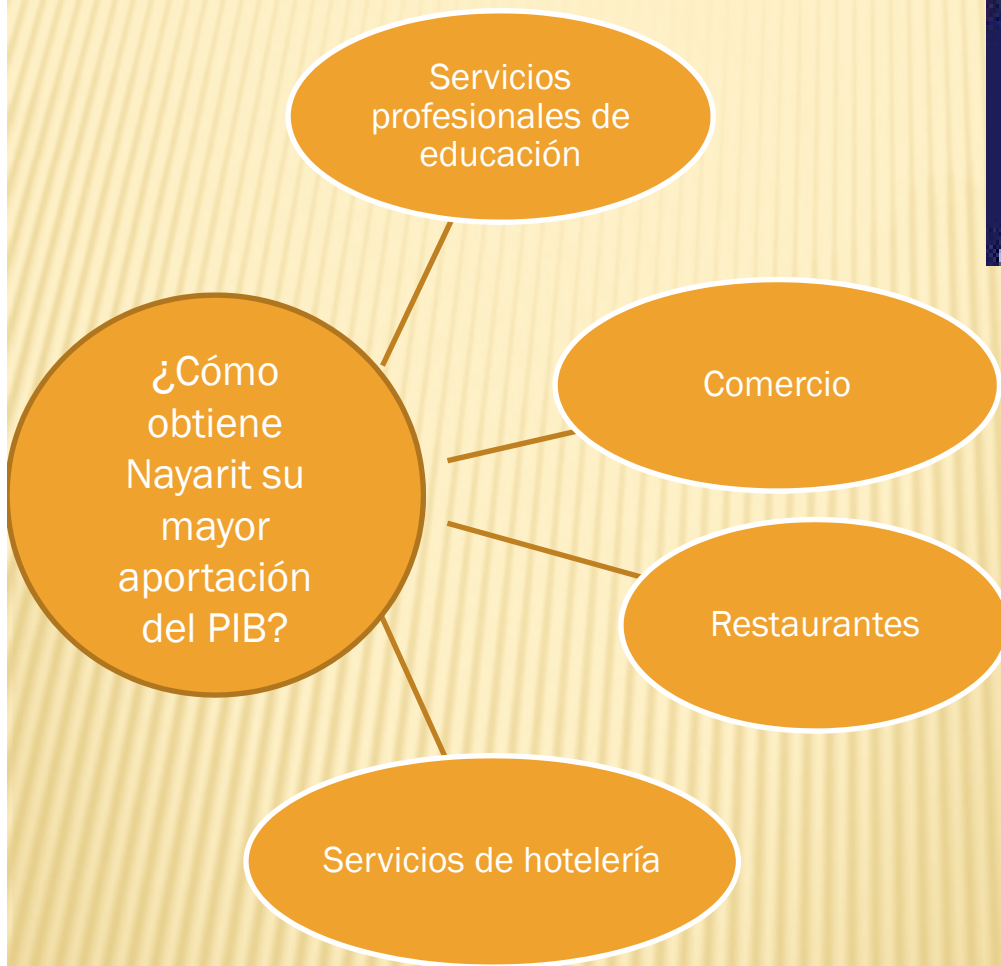 Servicios
profesionales de
educación
¿Cómo
obtiene
Nayarit su
mayor
aportación
del PIB?
Comercio
Restaurantes
Servicios de hotelería